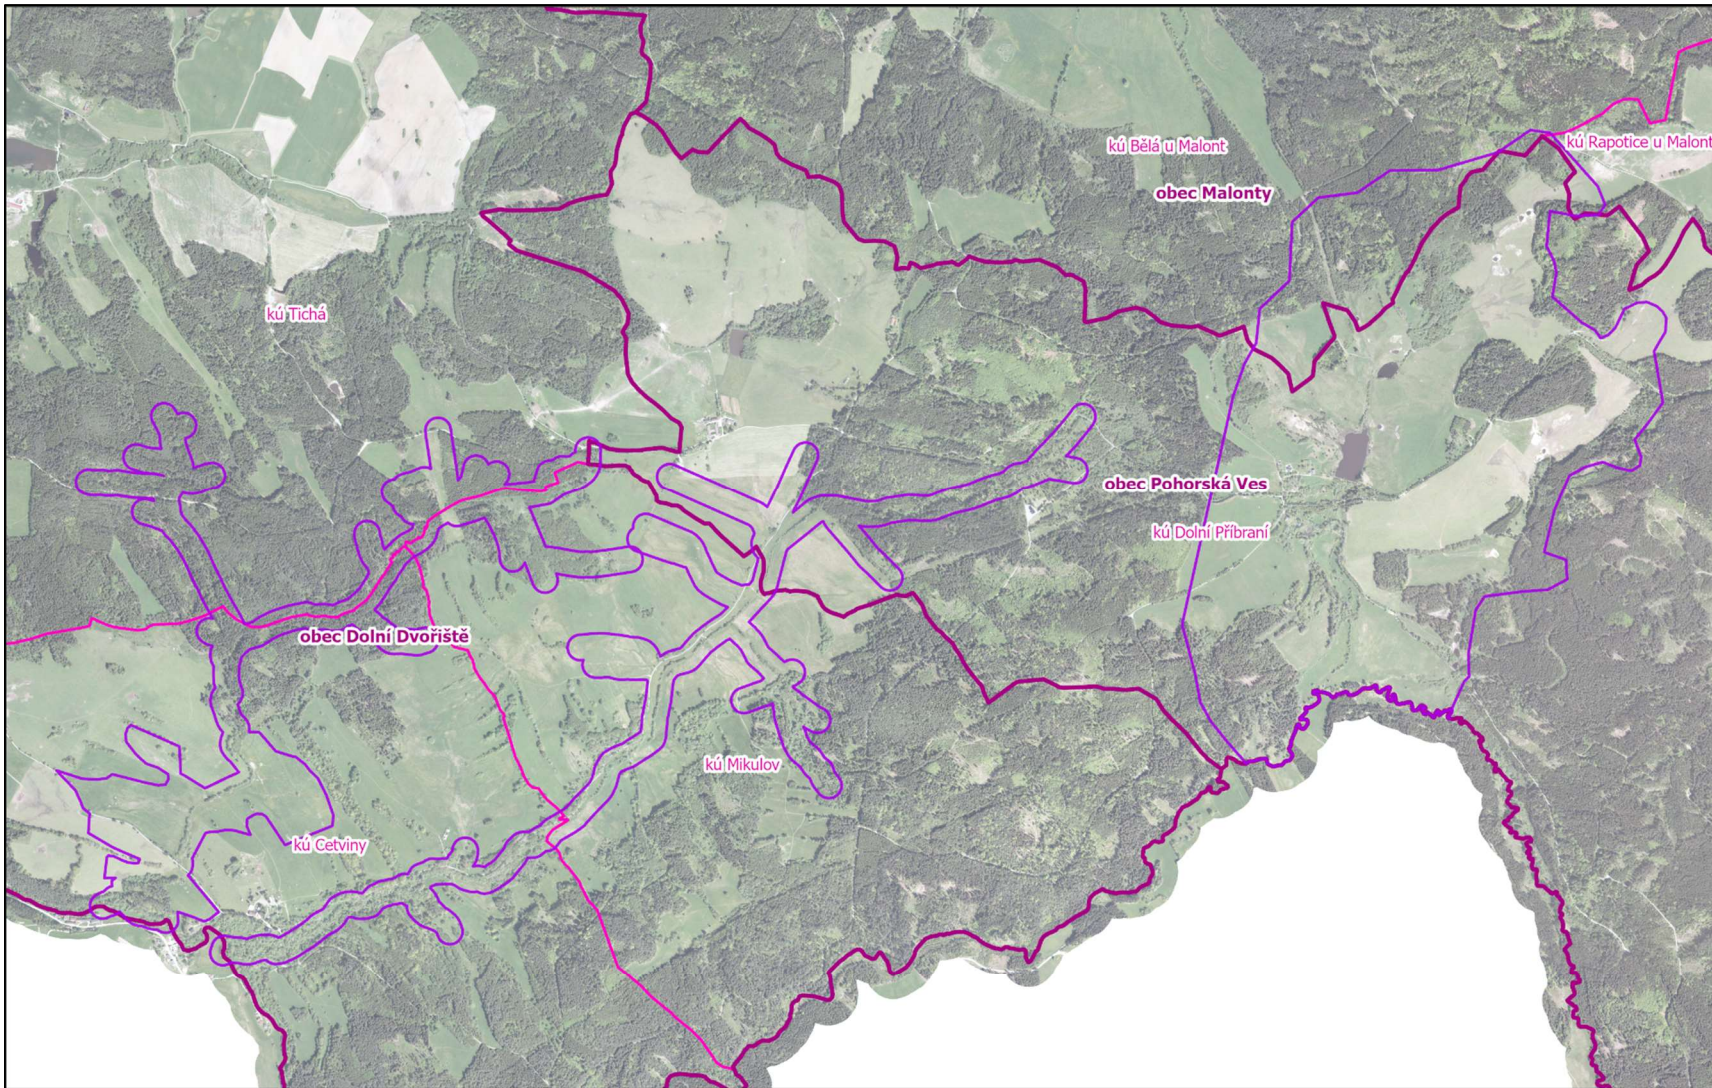 kú Bělá u Malont
kú Rapotice u Malont
obec Malonty
kú Tichá
obec Pohorská Ves
kú Dolní Příbraní
obec Dolní Dvořiště
kú Mikulov
kú Cetviny